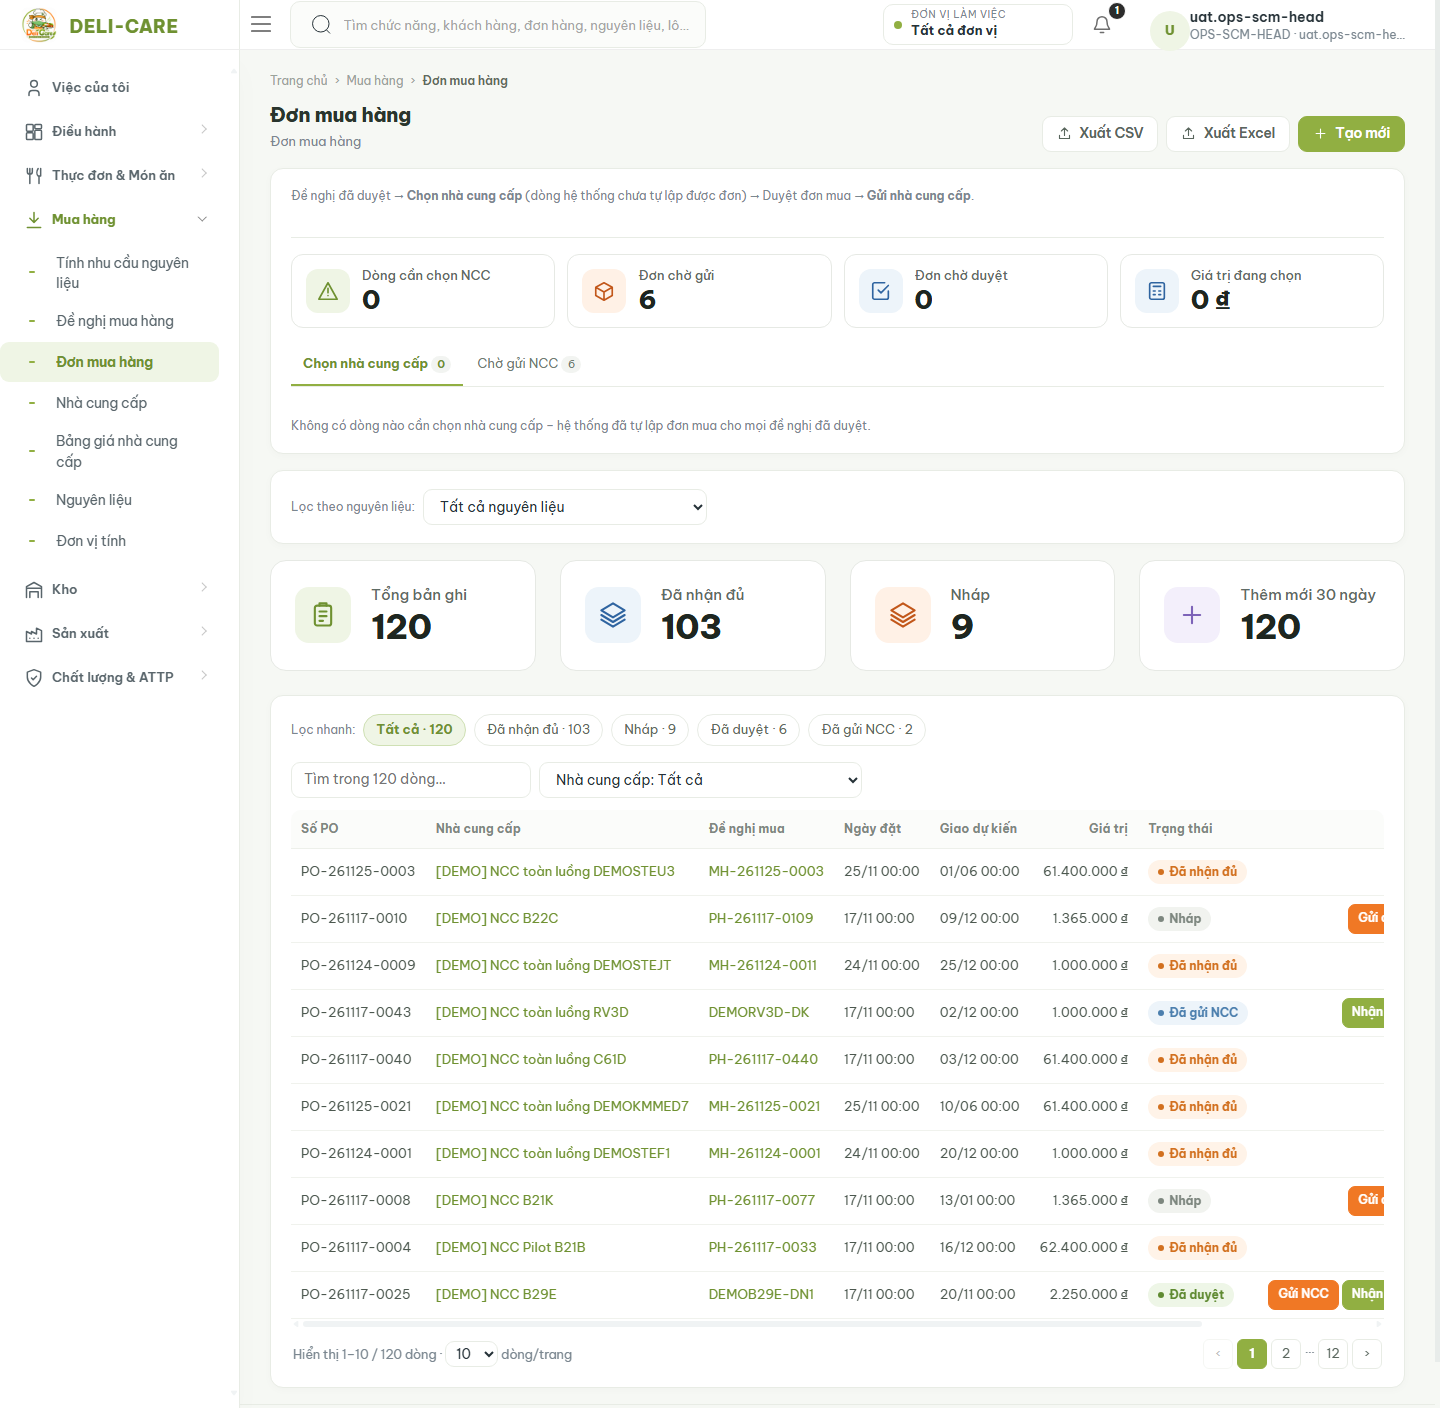 DELI-CARE
Tìm chức năng, khách hàng, đơn hàng, nguyên liệu, lô...
ĐƠN VỊ LÀM VIỆC
Tất cả đơn vị
1
U
uat.ops-scm-head
OPS-SCM-HEAD · uat.ops-scm-he...
Việc của tôi
Điều hành
Thực đơn & Món ăn
Mua hàng
Tính nhu cầu nguyên
liệu
Đề nghị mua hàng
Đơn mua hàng
Nhà cung cấp
Bảng giá nhà cung
cấp
Nguyên liệu
Đơn vị tính
Kho
Sản xuất
Chất lượng & ATTP
Trang chủ › Mua hàng › Đơn mua hàng
Đơn mua hàng
Đơn mua hàng
Xuất CSV
Xuất Excel
+ Tạo mới
Đề nghị đã duyệt → Chọn nhà cung cấp (dòng hệ thống chưa tự lập được đơn) → Duyệt đơn mua → Gửi nhà cung cấp.
Dòng cần chọn NCC
0
Đơn chờ gửi
6
Đơn chờ duyệt
0
Giá trị đang chọn
0 ₫
Chọn nhà cung cấp 0
Chờ gửi NCC 6
Không có dòng nào cần chọn nhà cung cấp – hệ thống đã tự lập đơn mua cho mọi đề nghị đã duyệt.
Lọc theo nguyên liệu: Tất cả nguyên liệu
Tổng bản ghi
120
Đã nhận đủ
103
Nháp
9
Thêm mới 30 ngày
120
Lọc nhanh: Tất cả · 120 Đã nhận đủ · 103 Nháp · 9 Đã duyệt · 6 Đã gửi NCC · 2
Tìm trong 120 dòng... Nhà cung cấp: Tất cả
Số PO Nhà cung cấp Đề nghị mua Ngày đặt Giao dự kiến Giá trị Trạng thái
PO-261125-0003 [DEMO] NCC toàn luồng DEMOSTEU3 MH-261125-0003 25/11 00:00 01/06 00:00 61.400.000 ₫ Đã nhận đủ
PO-261117-0010 [DEMO] NCC B22C PH-261117-0109 17/11 00:00 09/12 00:00 1.365.000 ₫ Nháp Gửi
PO-261124-0009 [DEMO] NCC toàn luồng DEMOSTEJT MH-261124-0011 24/11 00:00 25/12 00:00 1.000.000 ₫ Đã nhận đủ
PO-261117-0043 [DEMO] NCC toàn luồng RV3D DEMORV3D-DK 17/11 00:00 02/12 00:00 1.000.000 ₫ Đã gửi NCC Nhận
PO-261117-0040 [DEMO] NCC toàn luồng C61D PH-261117-0440 17/11 00:00 03/12 00:00 61.400.000 ₫ Đã nhận đủ
PO-261125-0021 [DEMO] NCC toàn luồng DEMOKMMED7 MH-261125-0021 25/11 00:00 10/06 00:00 61.400.000 ₫ Đã nhận đủ
PO-261124-0001 [DEMO] NCC toàn luồng DEMOSTEF1 MH-261124-0001 24/11 00:00 20/12 00:00 1.000.000 ₫ Đã nhận đủ
PO-261117-0008 [DEMO] NCC B21K PH-261117-0077 17/11 00:00 13/01 00:00 1.365.000 ₫ Nháp Gửi
PO-261117-0004 [DEMO] NCC Pilot B21B PH-261117-0033 17/11 00:00 16/12 00:00 62.400.000 ₫ Đã nhận đủ
PO-261117-0025 [DEMO] NCC B29E DEMOB29E-DN1 17/11 00:00 20/11 00:00 2.250.000 ₫ Đã duyệt Gửi NCC Nhận
Hiển thị 1–10 / 120 dòng · 10 dòng/trang
‹ 1 2 ... 12 ›